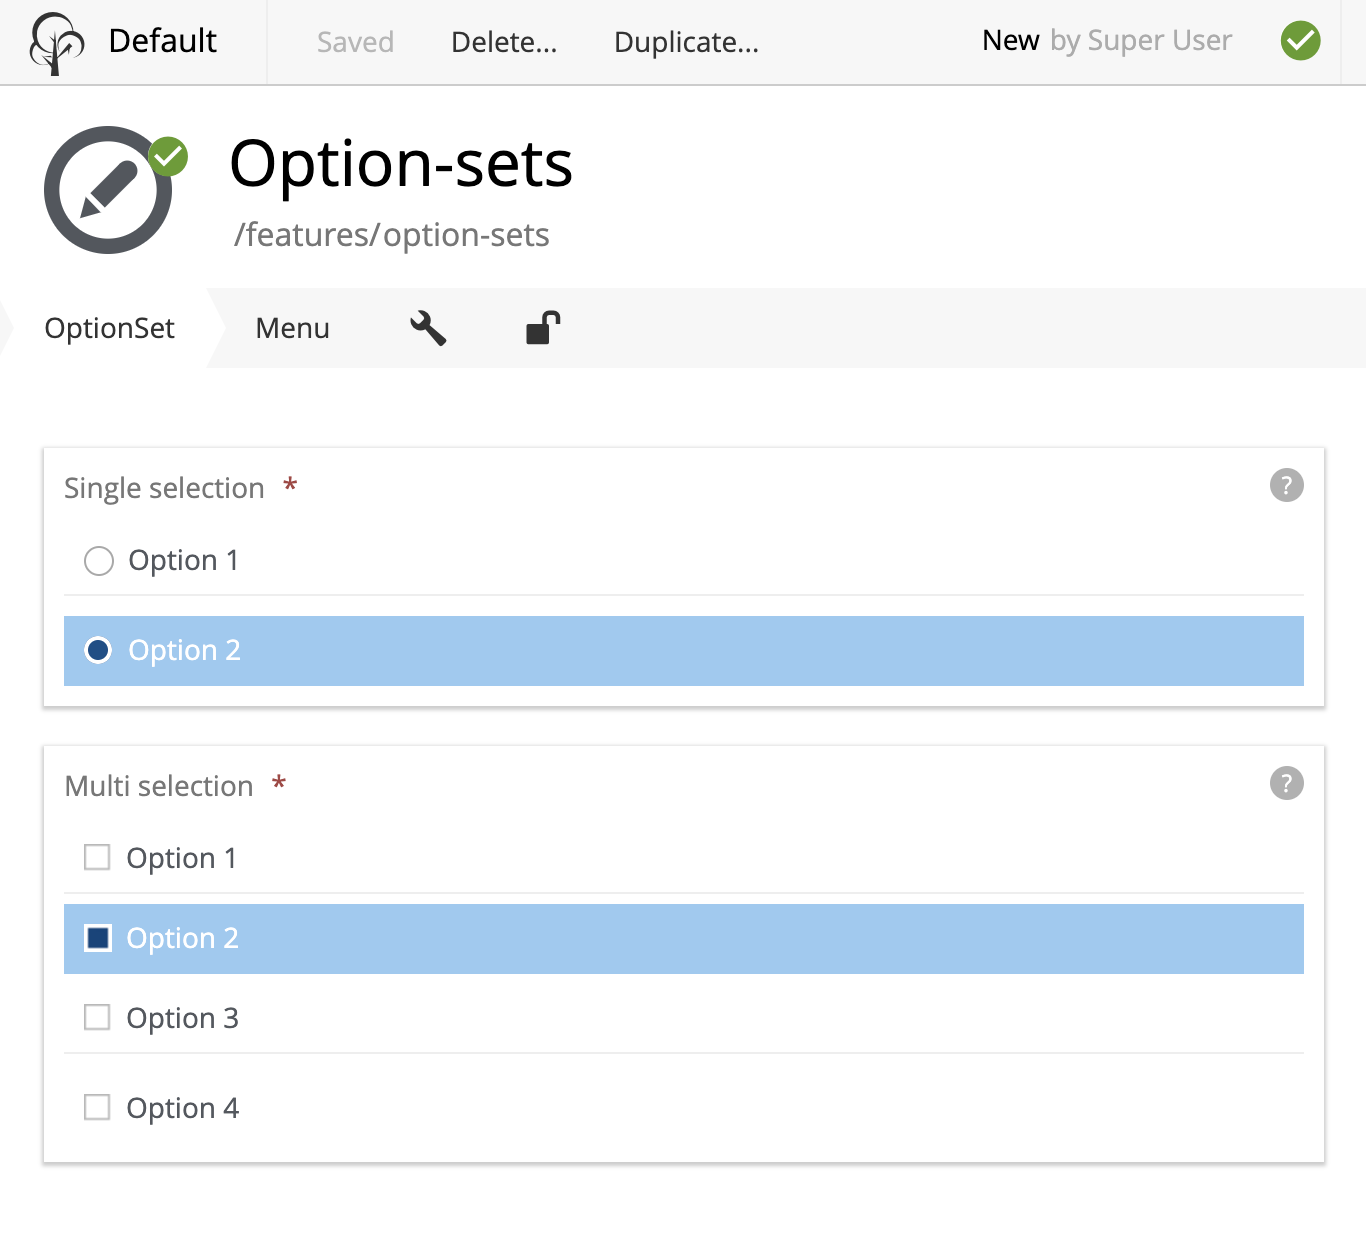 Default Saved Delete... Duplicate... New by Super User
Option-sets
/features/option-sets
OptionSet Menu
Single selection * ?
Option 1
Option 2
Multi selection * ?
Option 1
Option 2
Option 3
Option 4